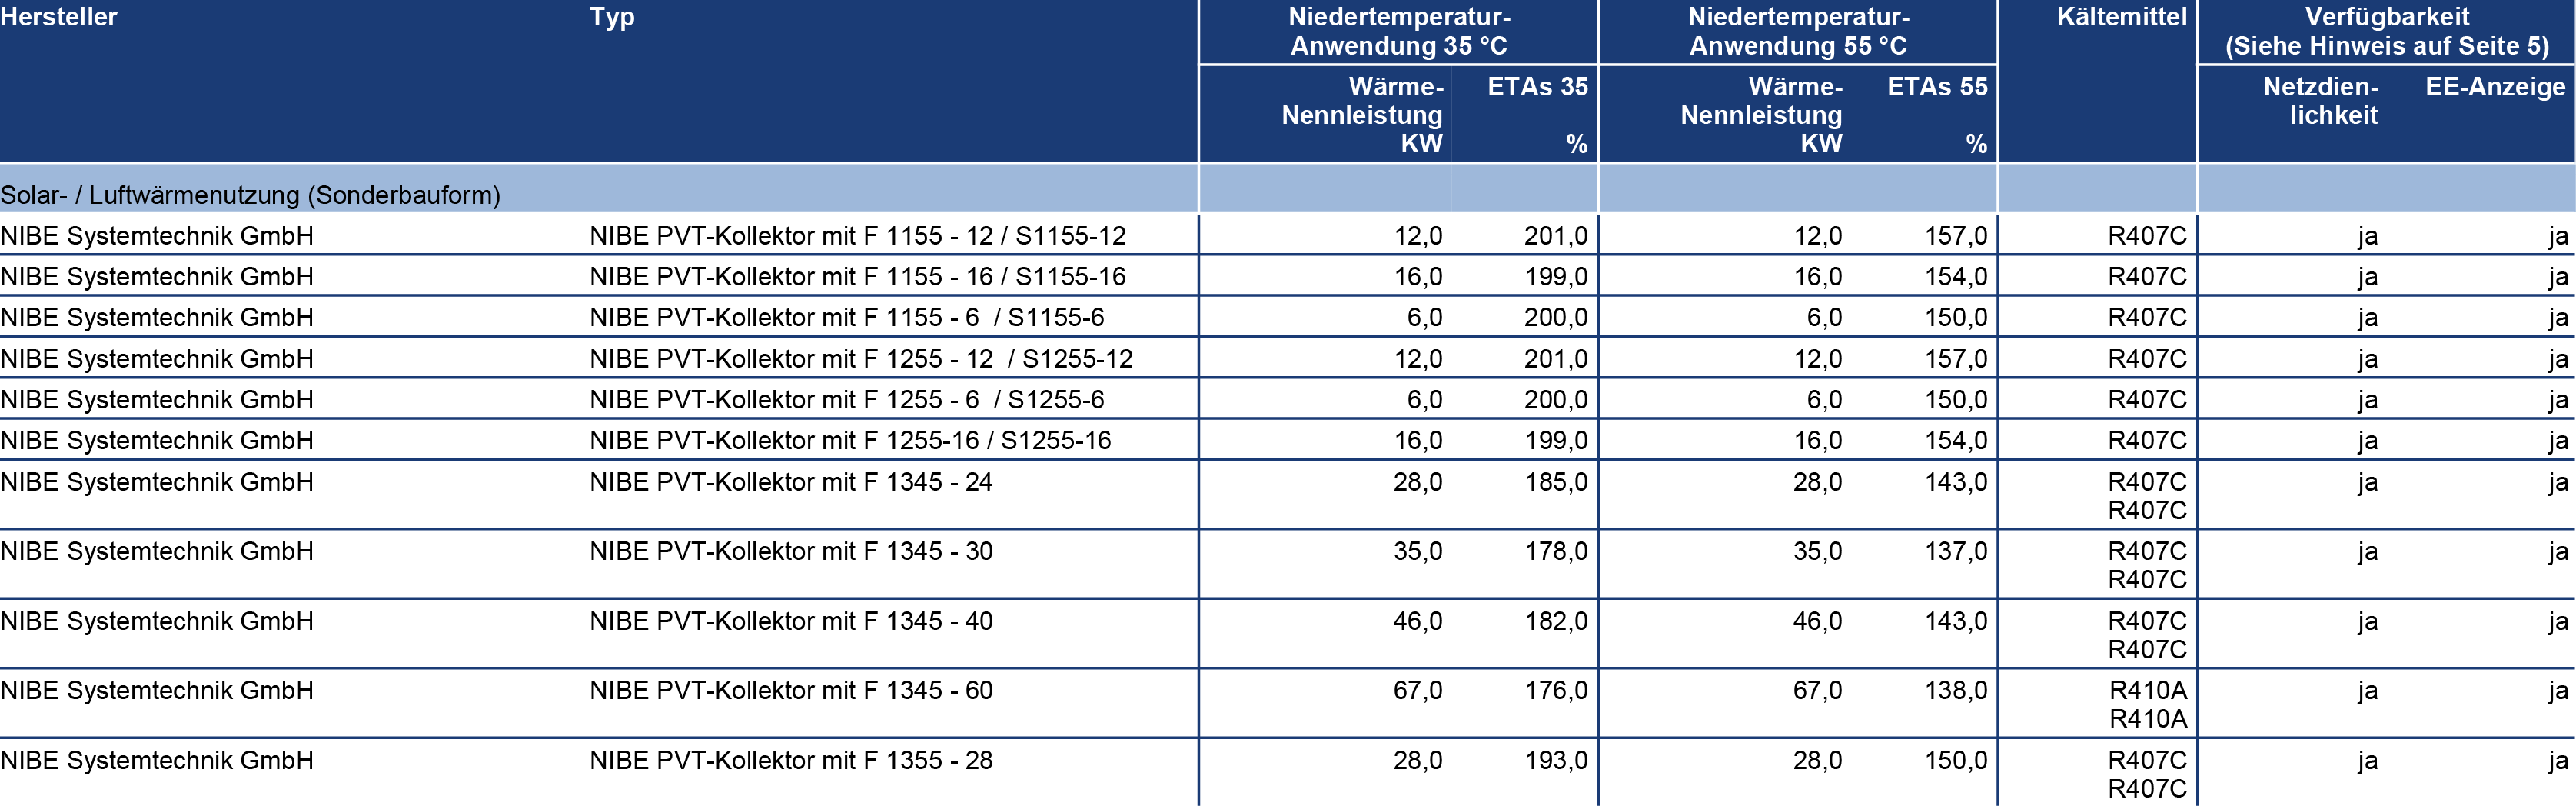 Hersteller Typ Niedertemperatur- Niedertemperatur- Kältemittel Verfügbarkeit
Anwendung 35 °C Anwendung 55 °C (Siehe Hinweis auf Seite 5)
Wärme- ETAs 35 Wärme- ETAs 55 Netzdien- EE-Anzeige
Nennleistung Nennleistung lichkeit
KW % KW %
Solar- / Luftwärmenutzung (Sonderbauform)
NIBE Systemtechnik GmbH NIBE PVT-Kollektor mit F 1155 - 12 / S1155-12 12,0 201,0 12,0 157,0 R407C ja ja
NIBE Systemtechnik GmbH NIBE PVT-Kollektor mit F 1155 - 16 / S1155-16 16,0 199,0 16,0 154,0 R407C ja ja
NIBE Systemtechnik GmbH NIBE PVT-Kollektor mit F 1155 - 6  / S1155-6 6,0 200,0 6,0 150,0 R407C ja ja
NIBE Systemtechnik GmbH NIBE PVT-Kollektor mit F 1255 - 12  / S1255-12 12,0 201,0 12,0 157,0 R407C ja ja
NIBE Systemtechnik GmbH NIBE PVT-Kollektor mit F 1255 - 6  / S1255-6 6,0 200,0 6,0 150,0 R407C ja ja
NIBE Systemtechnik GmbH NIBE PVT-Kollektor mit F 1255-16 / S1255-16 16,0 199,0 16,0 154,0 R407C ja ja
NIBE Systemtechnik GmbH NIBE PVT-Kollektor mit F 1345 - 24 28,0 185,0 28,0 143,0 R407C ja ja
R407C
NIBE Systemtechnik GmbH NIBE PVT-Kollektor mit F 1345 - 30 35,0 178,0 35,0 137,0 R407C ja ja
R407C
NIBE Systemtechnik GmbH NIBE PVT-Kollektor mit F 1345 - 40 46,0 182,0 46,0 143,0 R407C ja ja
R407C
NIBE Systemtechnik GmbH NIBE PVT-Kollektor mit F 1345 - 60 67,0 176,0 67,0 138,0 R410A ja ja
R410A
NIBE Systemtechnik GmbH NIBE PVT-Kollektor mit F 1355 - 28 28,0 193,0 28,0 150,0 R407C ja ja
R407C